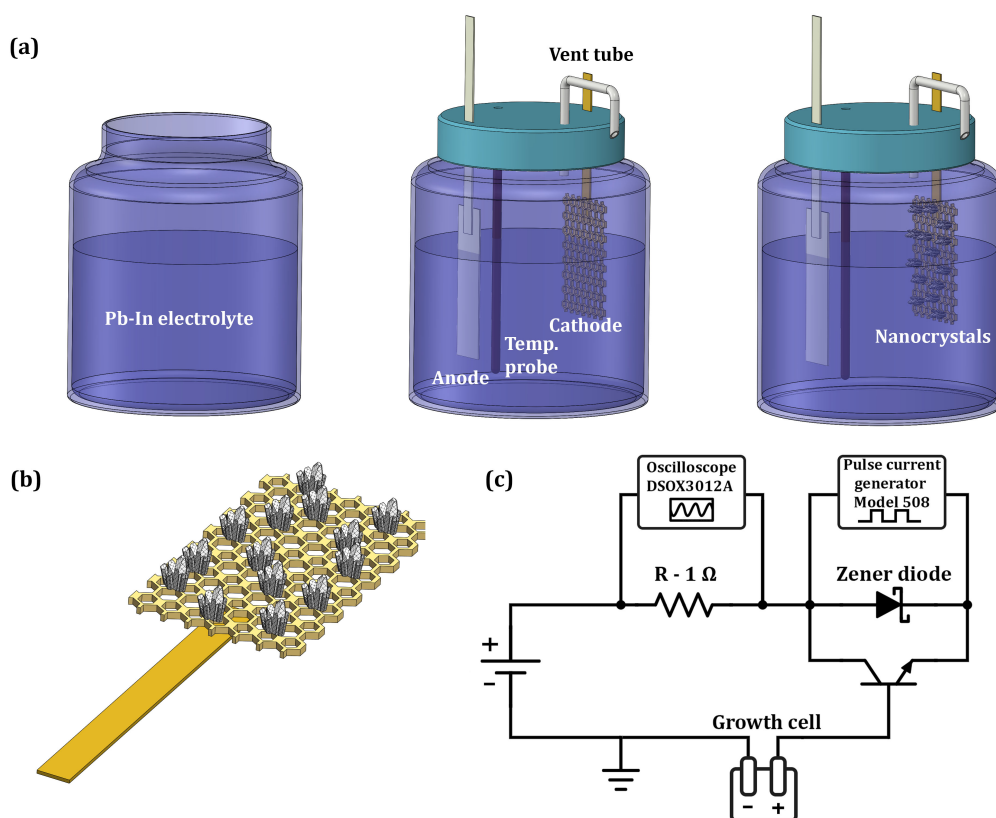 (a)
Vent tube
Pb-In electrolyte
Cathode
Temp.
probe
Anode
Nanocrystals
(b)
(c)
Oscilloscope
DSOX3012A
Pulse current
generator
Model 508
R - 1 Ω
Zener diode
+
-
Growth cell
- +